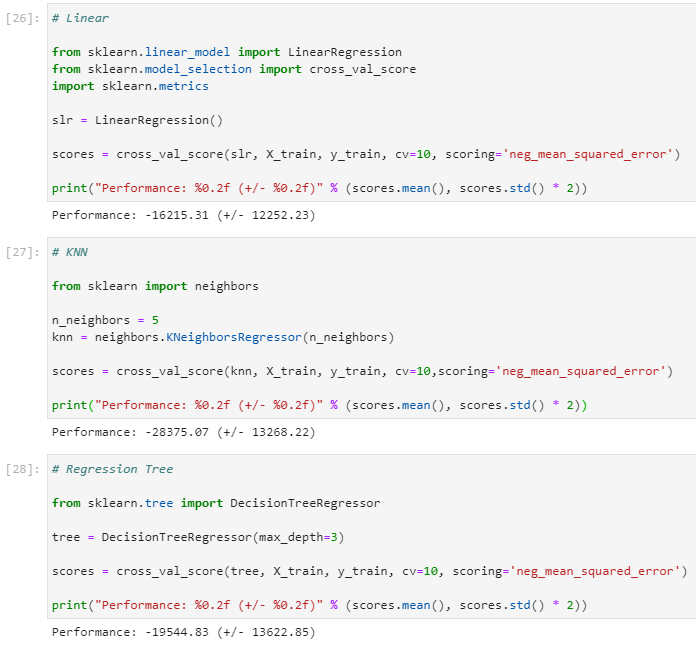 [26]: # Linear
from sklearn.linear_model import LinearRegression
from sklearn.model_selection import cross_val_score
import sklearn.metrics
slr = LinearRegression()
scores = cross_val_score(slr, X_train, y_train, cv=10, scoring='neg_mean_squared_error')
print("Performance: %0.2f (+/- %0.2f)" % (scores.mean(), scores.std() * 2))
Performance: -16215.31 (+/- 12252.23)
[27]: # KNN
from sklearn import neighbors
n_neighbors = 5
knn = neighbors.KNeighborsRegressor(n_neighbors)
scores = cross_val_score(knn, X_train, y_train, cv=10,scoring='neg_mean_squared_error')
print("Performance: %0.2f (+/- %0.2f)" % (scores.mean(), scores.std() * 2))
Performance: -28375.07 (+/- 13268.22)
[28]: # Regression Tree
from sklearn.tree import DecisionTreeRegressor
tree = DecisionTreeRegressor(max_depth=3)
scores = cross_val_score(tree, X_train, y_train, cv=10, scoring='neg_mean_squared_error')
print("Performance: %0.2f (+/- %0.2f)" % (scores.mean(), scores.std() * 2))
Performance: -19544.83 (+/- 13622.85)